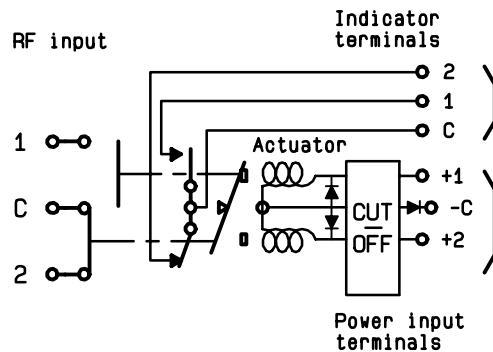 Indicator
terminals
RF input
2
1
C
1
Actuator
+1
C
CUT
OFF
-C
+2
2
Power input
terminals